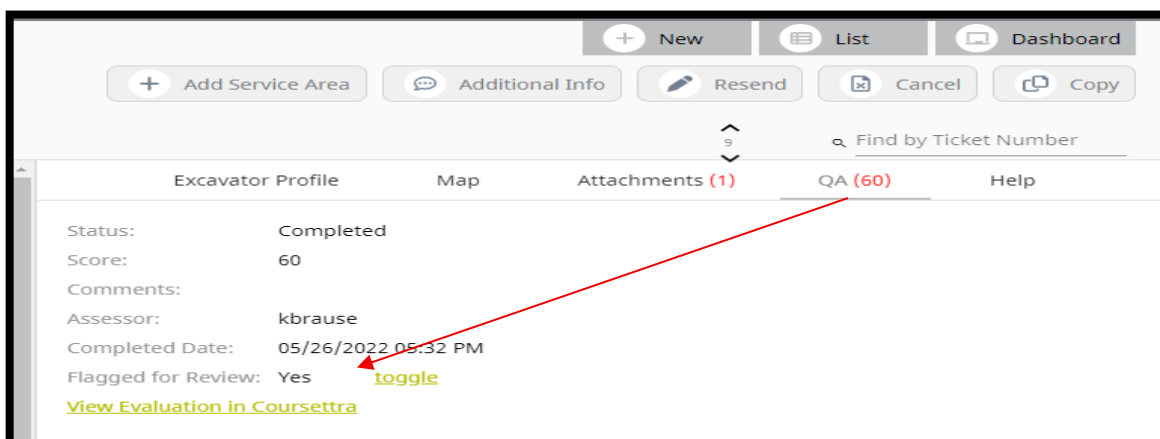 New List Dashboard
Add Service Area Additional Info Resend Cancel Copy
9 Find by Ticket Number
Excavator Profile Map Attachments (1) QA (60) Help
Status: Completed
Score: 60
Comments:
Assessor: kbrause
Completed Date: 05/26/2022 05:32 PM
Flagged for Review: Yes toggle
View Evaluation in Coursettra